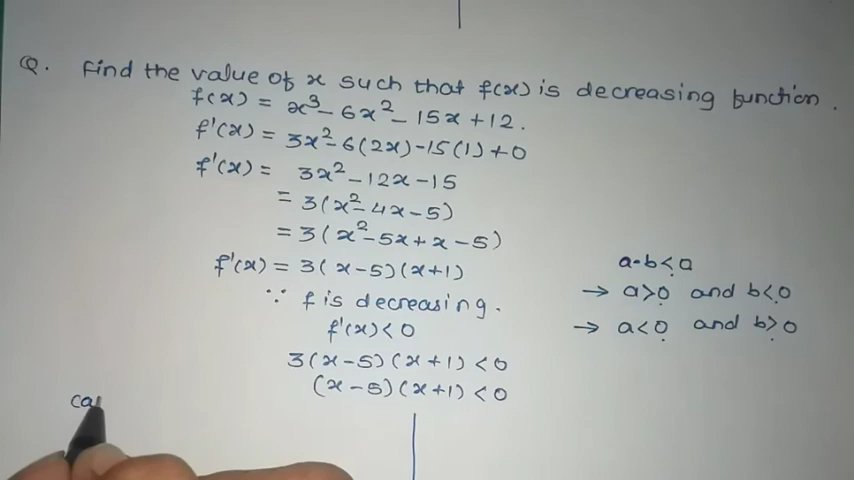 Q. Find the value of x such that f(x) is decreasing function.
f(x) = x³ - 6x² - 15x + 12.
f'(x) = 3x² - 6(2x) - 15(1) + 0
f'(x) = 3x² - 12x - 15
= 3(x² - 4x - 5)
= 3(x² - 5x + x - 5)
f'(x) = 3(x-5)(x+1)
∵ f is decreasing.
f'(x) < 0
3(x-5)(x+1) < 0
(x-5)(x+1) < 0
a·b < 0
→ a>0 and b<0
→ a<0 and b>0
ca